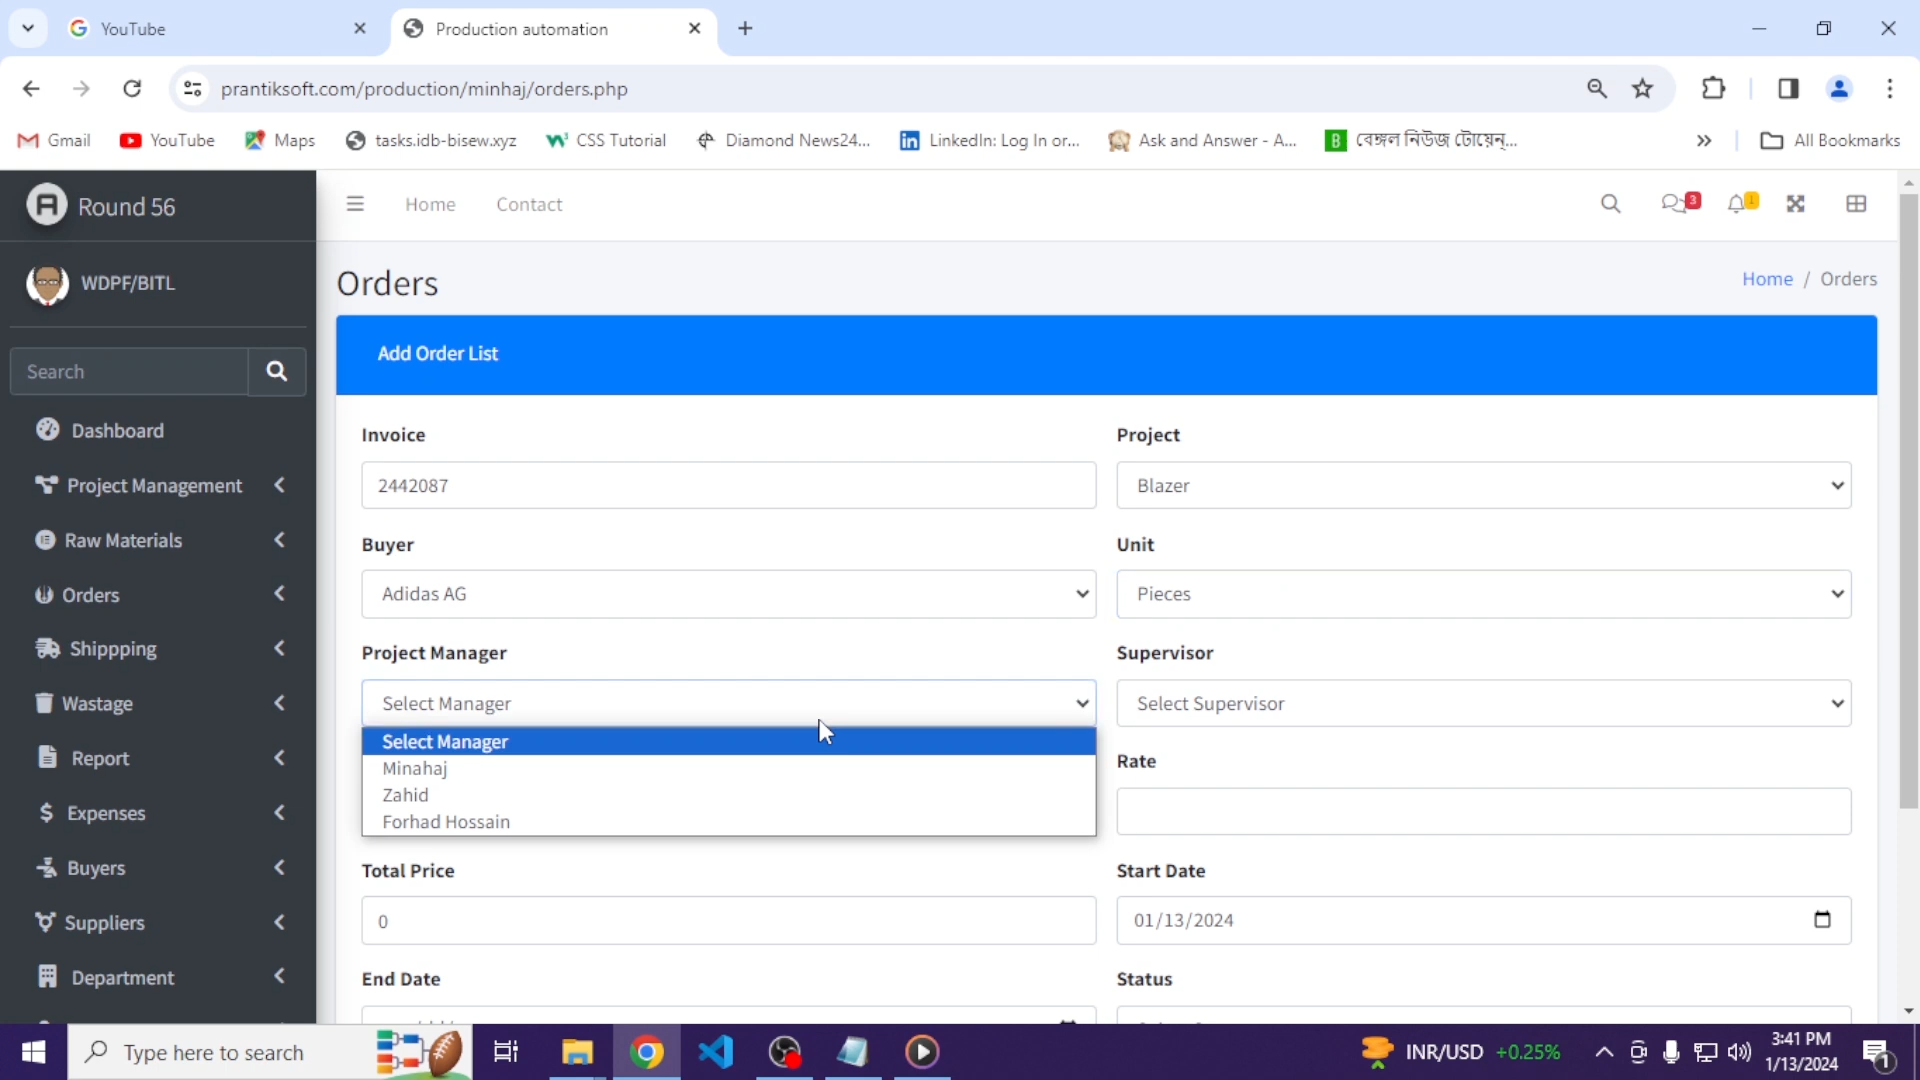 YouTube
Production automation
prantiksoft.com/production/minhaj/orders.php
Gmail
YouTube
Maps
tasks.idb-bisew.xyz
CSS Tutorial
Diamond News24...
LinkedIn: Log In or...
Ask and Answer - A...
B বেঙ্গল নিউজ টোয়েন্...
All Bookmarks
Round 56
Home
Contact
3
1
WDPF/BITL
Orders
Home / Orders
Search
Add Order List
Dashboard
Project Management
Raw Materials
Orders
Shippping
Wastage
Report
Expenses
Buyers
Suppliers
Department
Invoice
2442087
Project
Blazer
Buyer
Adidas AG
Unit
Pieces
Project Manager
Select Manager
Select Manager
Minahaj
Zahid
Forhad Hossain
Supervisor
Select Supervisor
Rate
Total Price
0
Start Date
01/13/2024
End Date
Status
Type here to search
INR/USD +0.25%
3:41 PM
1/13/2024
1